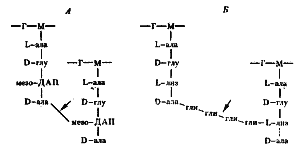 А
Б
–Г–М–
–Г–М–
L–ала
L–ала
D–глу
–Г–М–
D–глу
–Г–М–
мезо–ДАП
L–ала
L–лиз
L–ала
D–ала
D–глу
D–ала
D–глу
мезо–ДАП
гли гли гли гли гли L–лиз
D–ала
D–ала